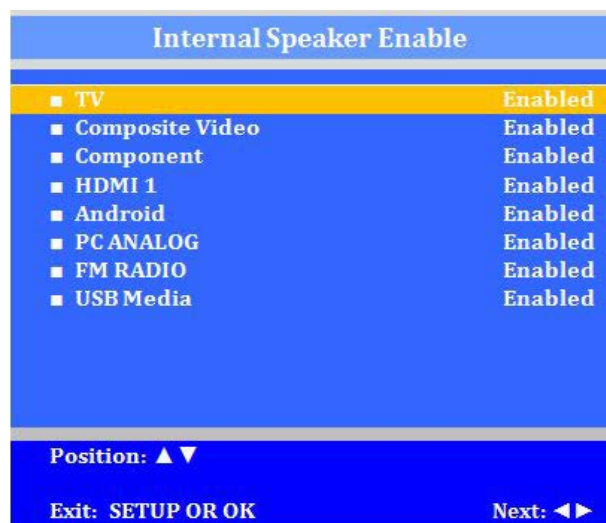 Internal Speaker Enable
■ TV Enabled
■ Composite Video Enabled
■ Component Enabled
■ HDMI 1 Enabled
■ Android Enabled
■ PC ANALOG Enabled
■ FM RADIO Enabled
■ USB Media Enabled
Position: ▲▼
Exit: SETUP OR OK Next: ◀▶